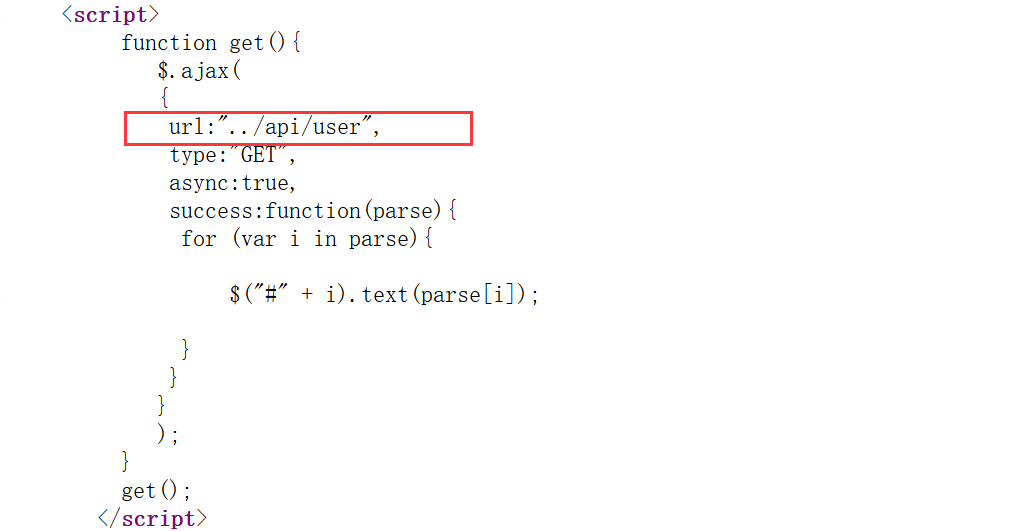 <script>
function get(){
$.ajax(
{
url:"../api/user",
type:"GET",
async:true,
success:function(parse){
for (var i in parse){
$("#" + i).text(parse[i]);
}
}
}
);
}
get();
</script>